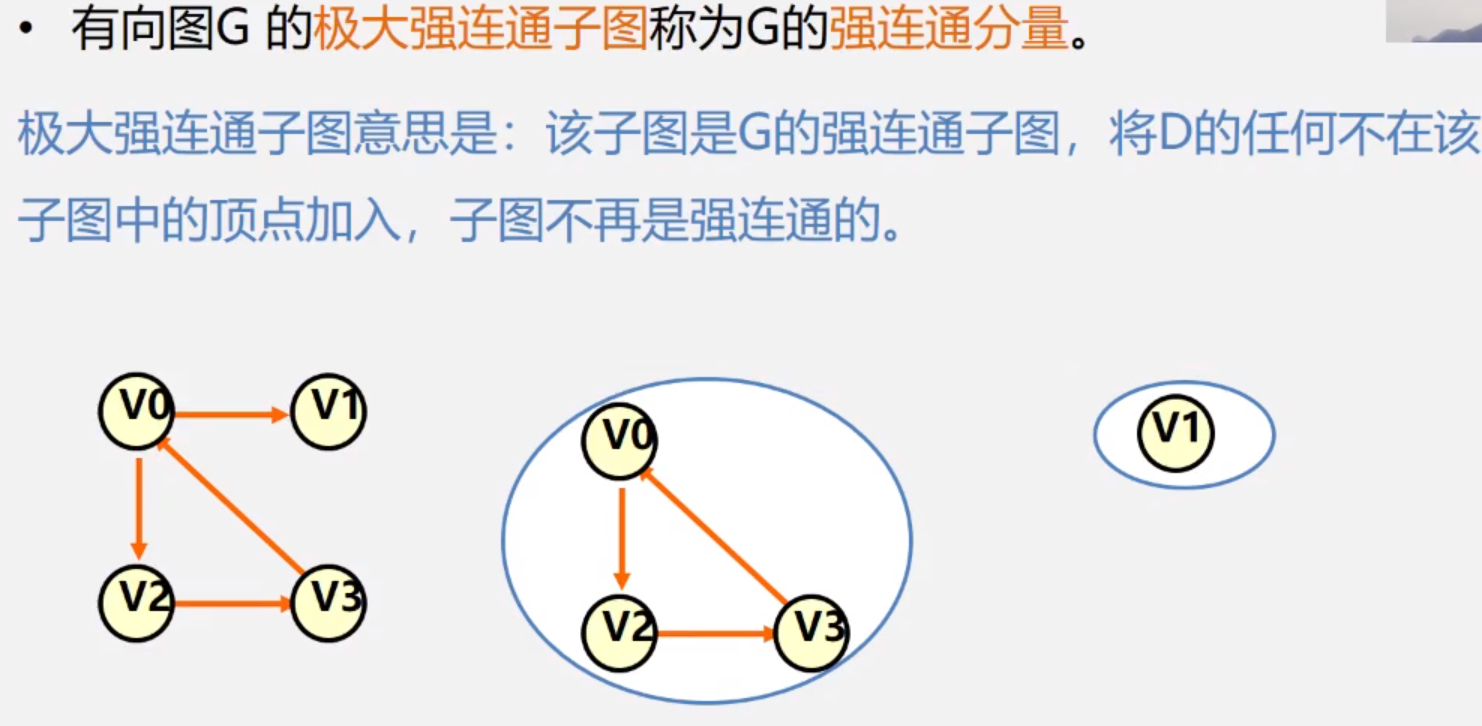 • 有向图G 的极大强连通子图称为G的强连通分量。
极大强连通子图意思是：该子图是G的强连通子图，将D的任何不在该
子图中的顶点加入，子图不再是强连通的。
V0 V1
V2 V3
V0
V2 V3
V1